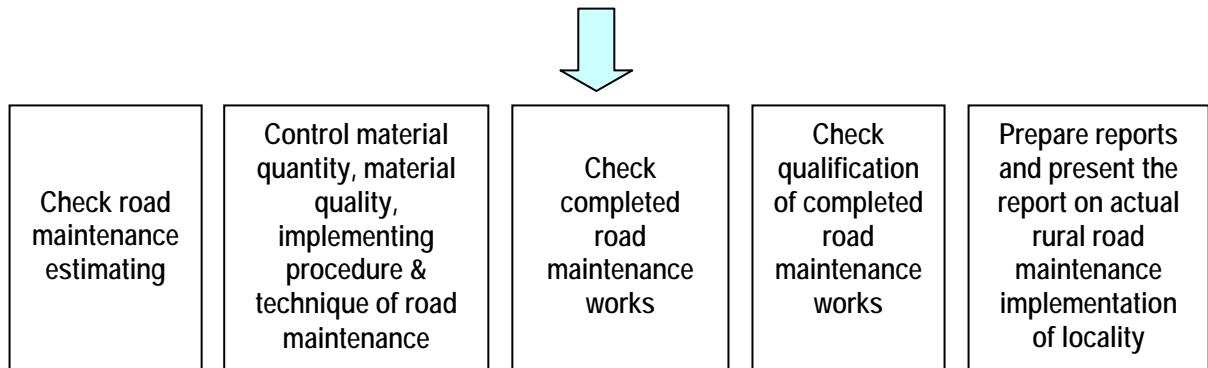 Check road
maintenance
estimating
Control material
quantity, material
quality,
implementing
procedure &
technique of road
maintenance
Check
completed
road
maintenance
works
Check
qualification
of completed
road
maintenance
works
Prepare reports
and present the
report on actual
rural road
maintenance
implementation
of locality